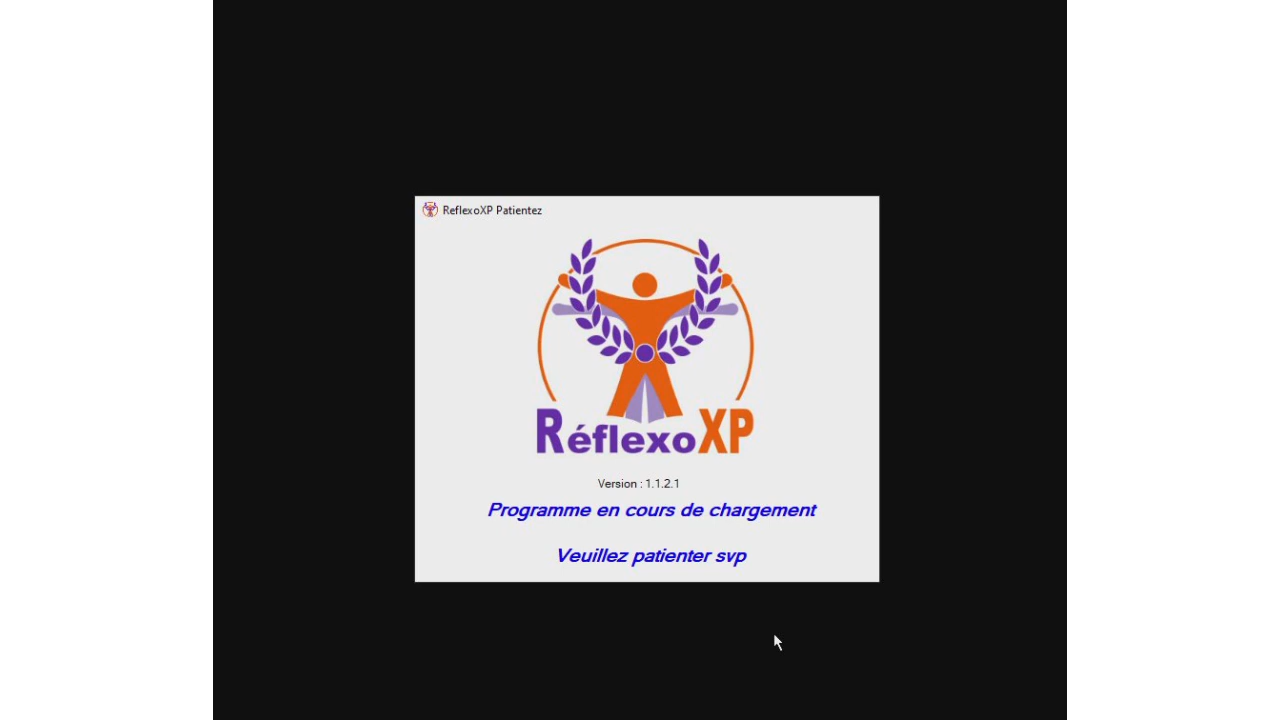 ReflexoXP Patientez
RéflexoXP
Version : 1.1.2.1
Programme en cours de chargement
Veuillez patienter svp